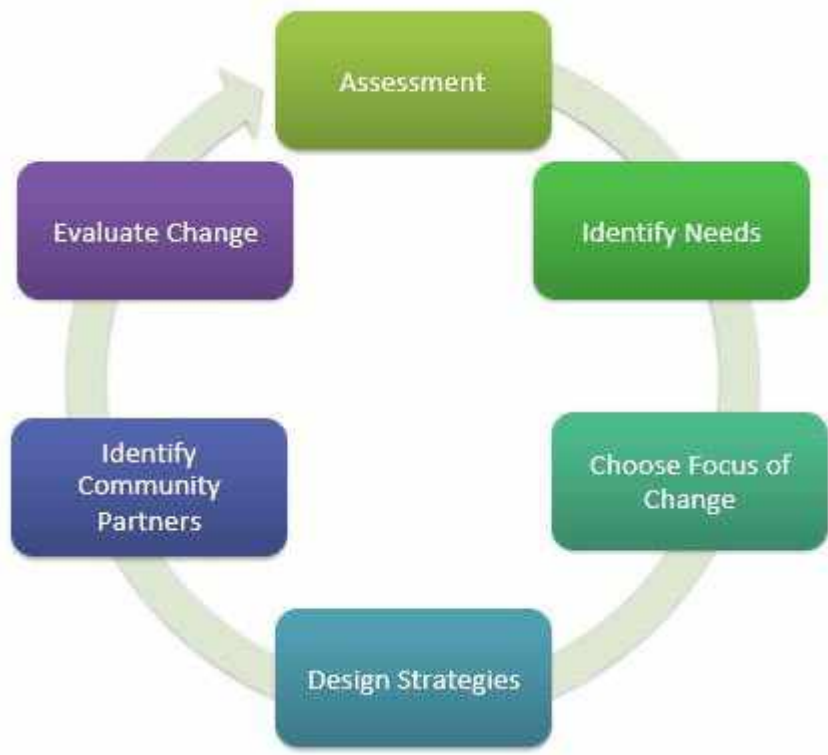 Assessment
Identify Needs
Choose Focus of
Change
Design Strategies
Identify
Community
Partners
Evaluate Change